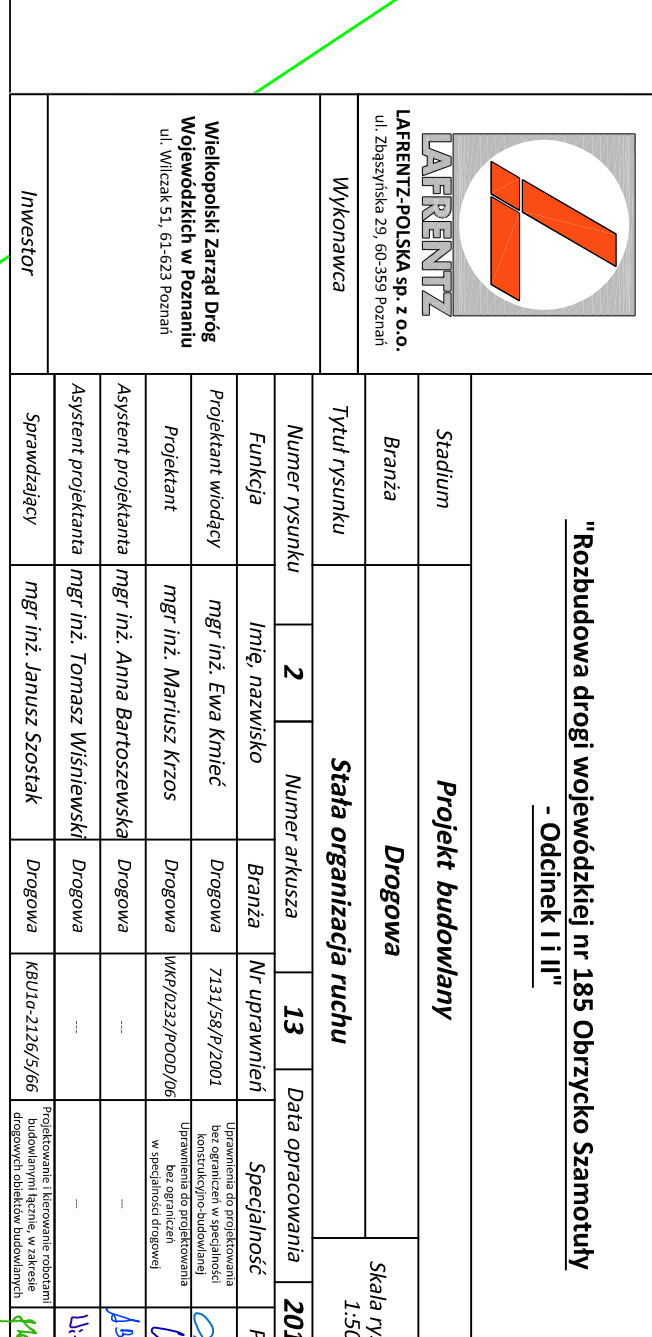 LAFRENTZ
LAFRENTZ-POLSKA sp. z o.o.
ul. Zbąszyńska 29, 60-359 Poznań
Wykonawca
Wielkopolski Zarząd Dróg
Wojewódzkich w Poznaniu
ul. Wilczak 51, 61-623 Poznań
Inwestor
"Rozbudowa drogi wojewódzkiej nr 185 Obrzycko Szamotuły
- Odcinek I i II"
Stadium Projekt budowlany
Branża Drogowa
Tytuł rysunku Stała organizacja ruchu
Skala
Numer rysunku 2 Numer arkusza 13 Data opracowania
Funkcja Imię, nazwisko Branża Nr uprawnień Specjalność
Projektant wiodący mgr inż. Ewa Kmieć Drogowa 7131/58/P/2001
Uprawnienia do projektowania
bez ograniczeń w specjalności
konstrukcyjno-budowlanej
Projektant mgr inż. Mariusz Krzos Drogowa WKP/0232/POOD/06
Uprawnienia do projektowania
bez ograniczeń
w specjalności drogowej
Asystent projektanta mgr inż. Anna Bartoszewska Drogowa --- ---
Asystent projektanta mgr inż. Tomasz Wiśniewski Drogowa --- ---
Sprawdzający mgr inż. Janusz Szostak Drogowa KBU1a-2126/5/66
Projektowanie i kierowanie robotami
budowlanymi łącznie, w zakresie
drogowych obiektów budowlanych